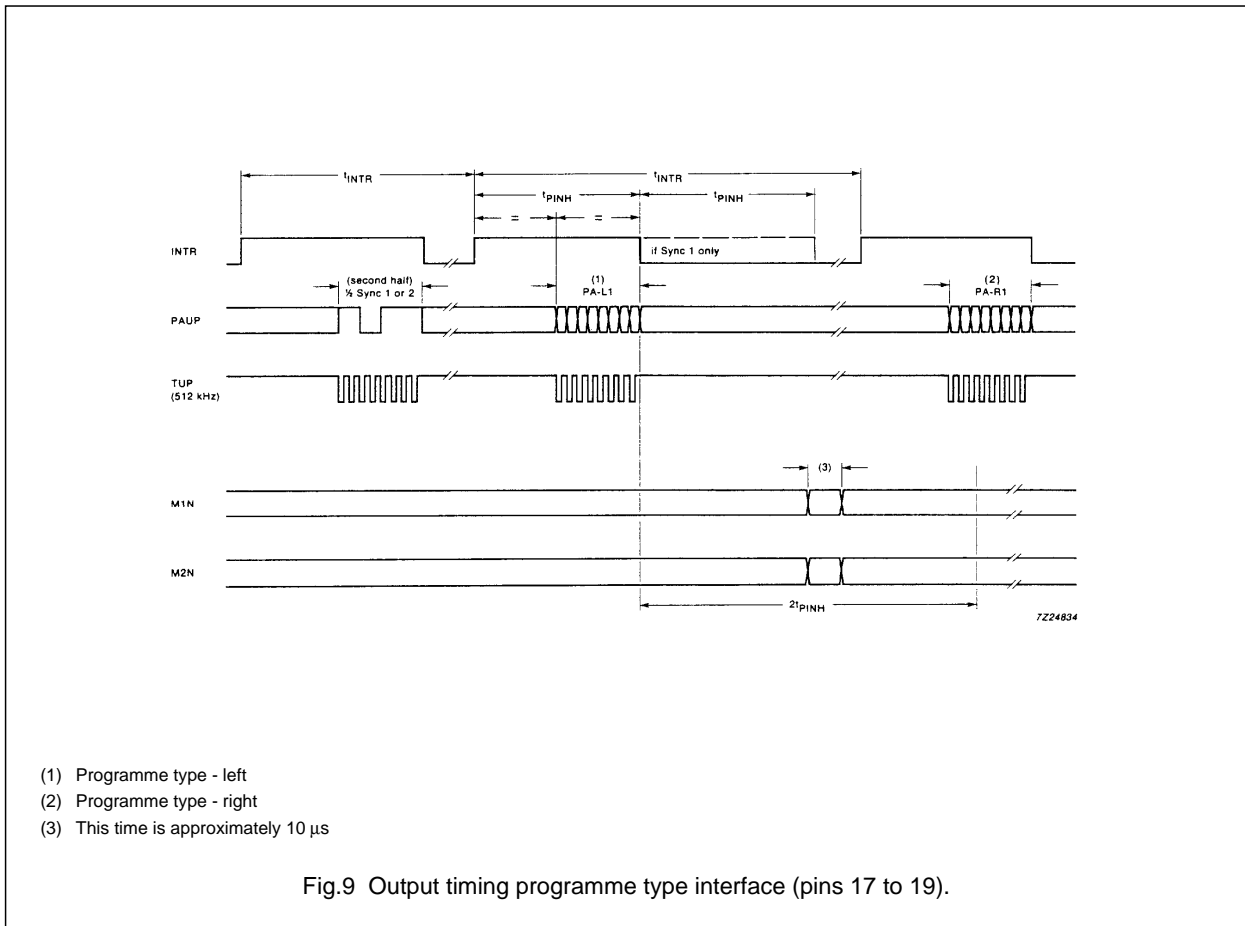 tINTR tINTR
tPINH tPINH
= =
INTR
if Sync 1 only
(second half)
½ Sync 1 or 2
(1)
PA-L1
(2)
PA-R1
PAUP
TUP
(512 kHz)
(3)
M1N
M2N
2tPINH
7Z24834
(1) Programme type - left
(2) Programme type - right
(3) This time is approximately 10 μs
Fig.9 Output timing programme type interface (pins 17 to 19).